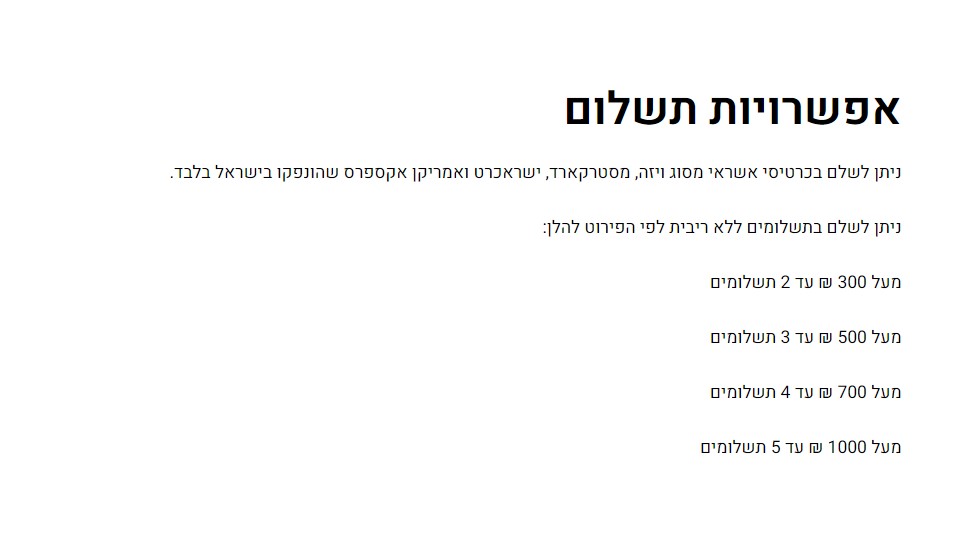 אפשרויות תשלום
ניתן לשלם בכרטיסי אשראי מסוג ויזה, מסטרקארד, ישראכרט ואמריקן אקספרס שהונפקו בישראל בלבד.
ניתן לשלם בתשלומים ללא ריבית לפי הפירוט להלן:
מעל 300 ₪ עד 2 תשלומים
מעל 500 ₪ עד 3 תשלומים
מעל 700 ₪ עד 4 תשלומים
מעל 1000 ₪ עד 5 תשלומים